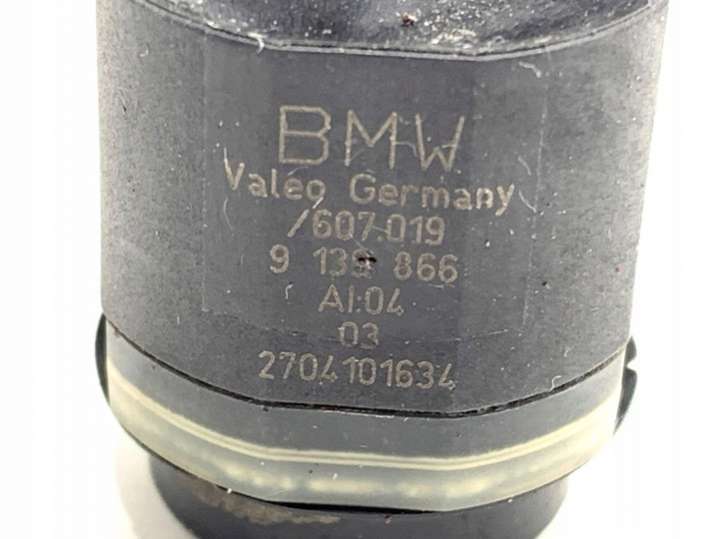 BMW
Valeo Germany
/607.019
9 139 866
AI:04
03
2704101634